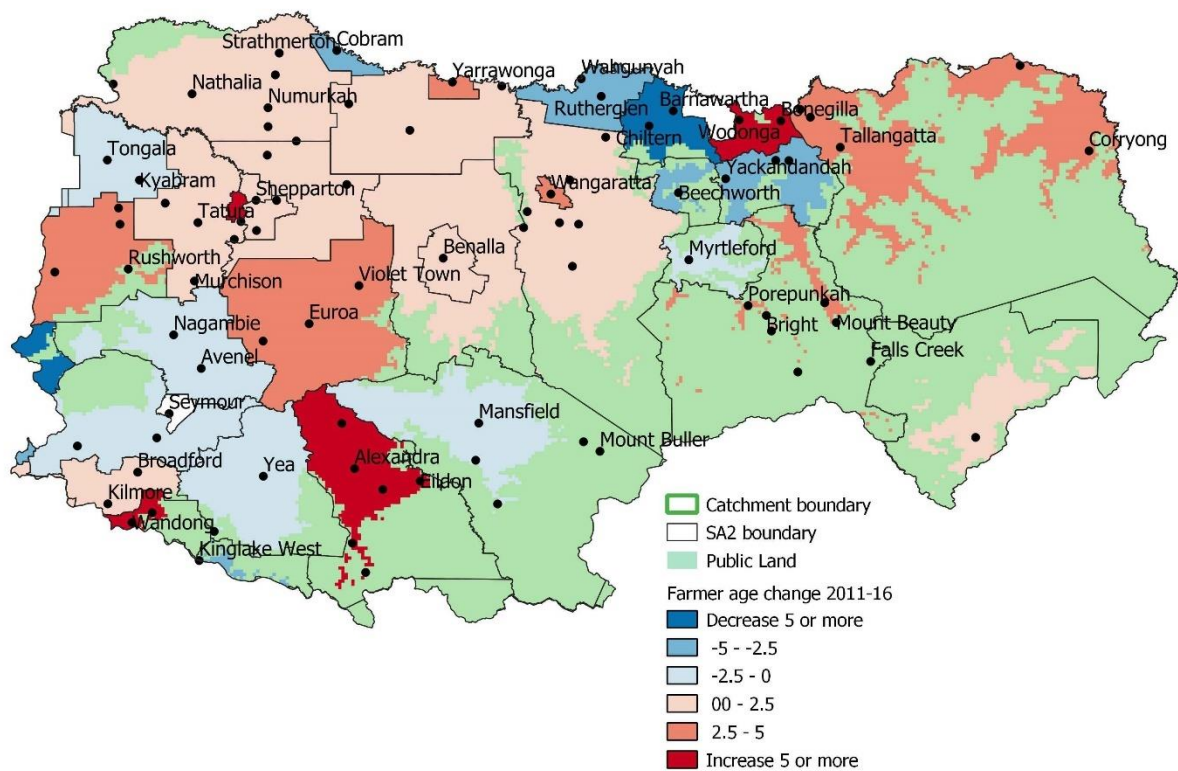 Strathmerton
Cobram
Nathalia
Numurkah
Yarrawonga
Wahgunyah
Rutherglen
Barnawartha
Chiltern
Bonegilla
Wodonga
Tallangatta
Corryong
Tongala
Kyabram
Shepparton
Tatura
Wangaratta
Yackandandah
Beechworth
Benalla
Myrtleford
Rushworth
Murchison
Violet Town
Euroa
Porepunkah
Bright
Mount Beauty
Falls Creek
Nagambie
Avenel
Seymour
Mansfield
Mount Buller
Broadford
Yea
Alexandra
Eildon
Kilmore
Wandong
Kinglake West
Catchment boundary
SA2 boundary
Public Land
Farmer age change 2011-16
Decrease 5 or more
-5 - -2.5
-2.5 - 0
00 - 2.5
2.5 - 5
Increase 5 or more